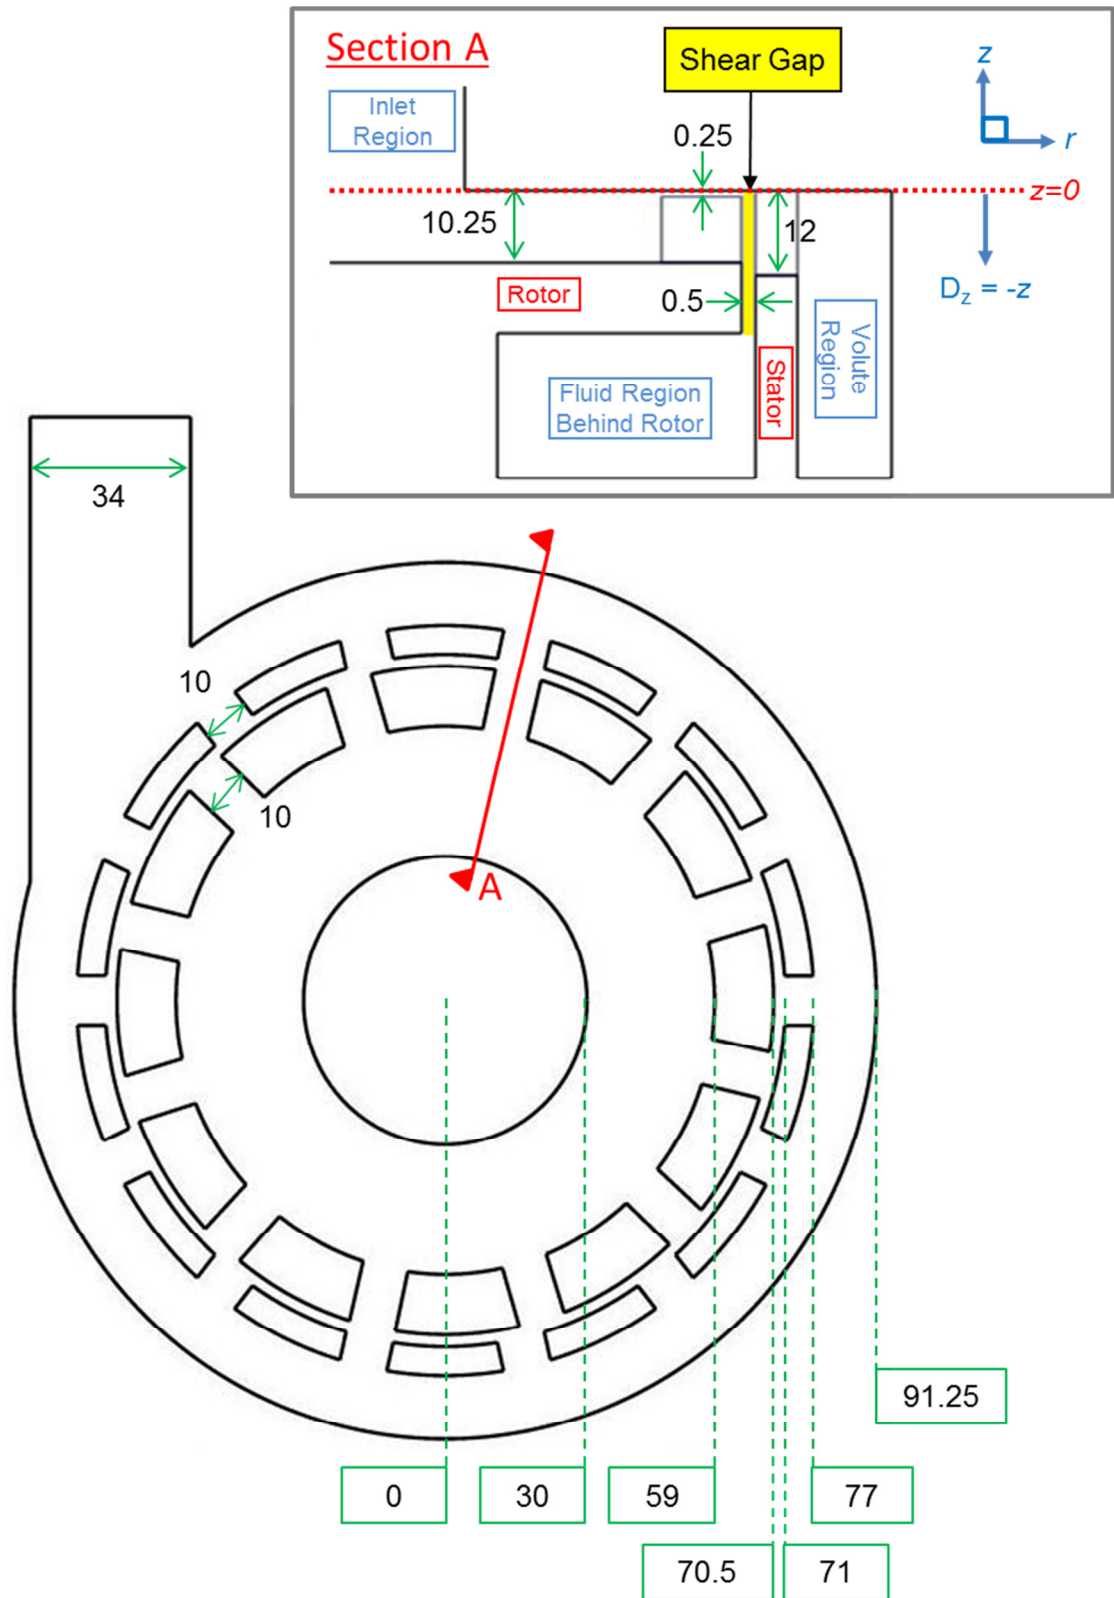 Section A
Shear Gap
Inlet
Region
z
r
0.25
z=0
10.25
12
Rotor
0.5
D_z = -z
Volute
Region
Stator
Fluid Region
Behind Rotor
34
10
10
A
91.25
0
30
59
77
70.5
71